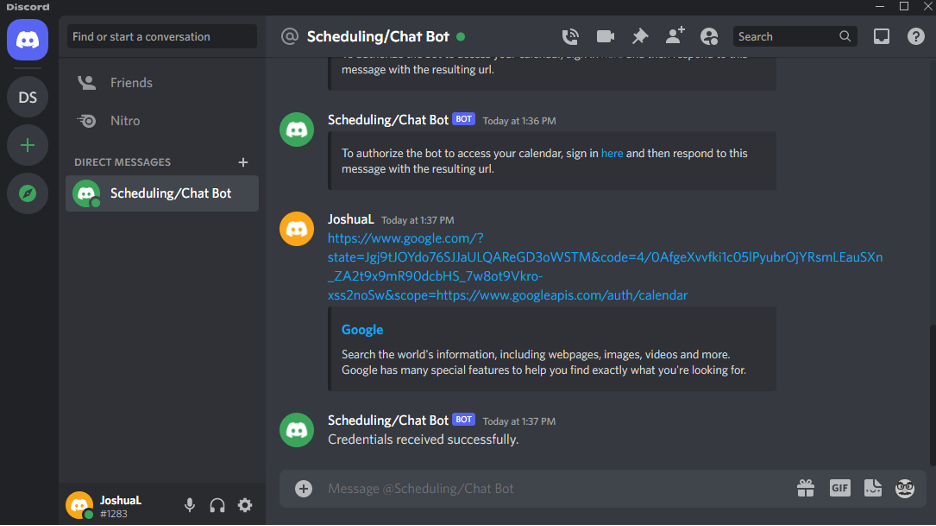 Discord
Find or start a conversation
Scheduling/Chat Bot
Search
DS
Friends
Nitro
DIRECT MESSAGES
Scheduling/Chat Bot
message with the resulting url.
Scheduling/Chat Bot BOT Today at 1:36 PM
To authorize the bot to access your calendar, sign in here and then respond to this
message with the resulting url.
JoshuaL Today at 1:37 PM
https://www.google.com/?
state=Jgj9tJOYdo76SJJaULQAReGD3oWSTM&code=4/0AfgeXvvfki1c05lPyubrOjYRsmLEauSXn
_ZA2t9x9mR90dcbHS_7w8ot9Vkro-
xss2noSw&scope=https://www.googleapis.com/auth/calendar
Google
Search the world's information, including webpages, images, videos and more.
Google has many special features to help you find exactly what you're looking for.
Scheduling/Chat Bot BOT Today at 1:37 PM
Credentials received successfully.
JoshuaL
#1283
Message @Scheduling/Chat Bot
GIF